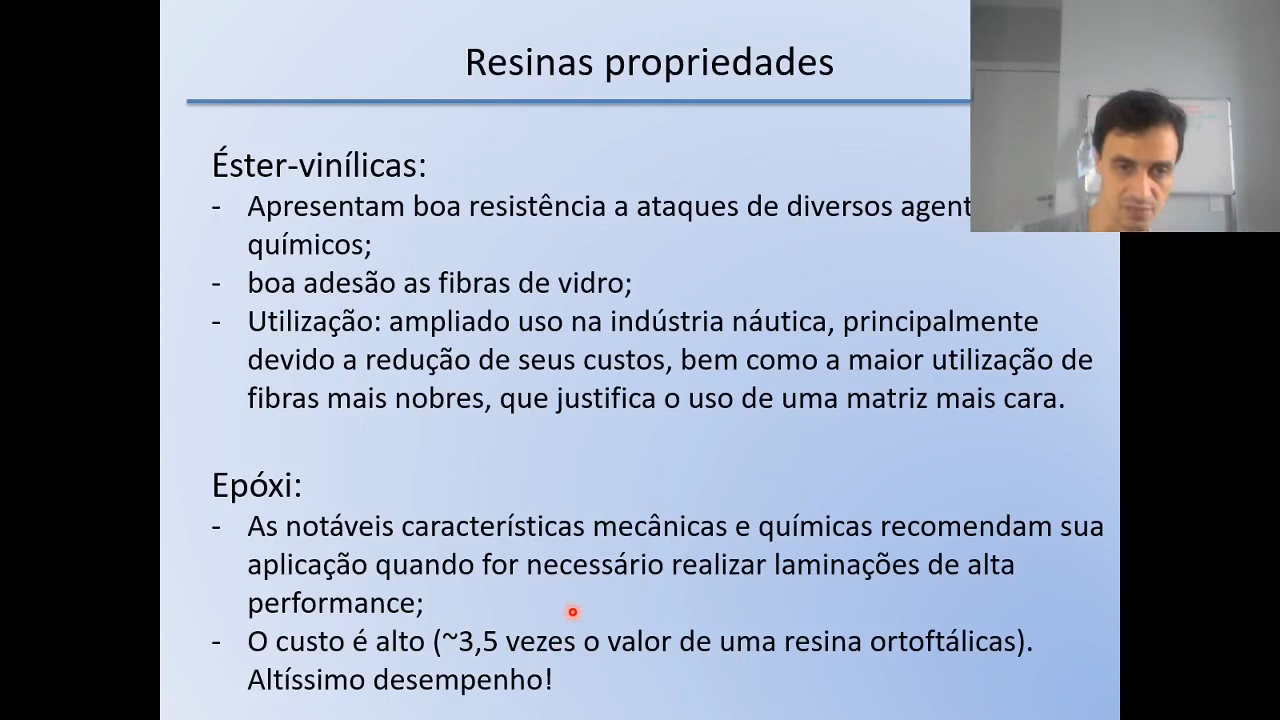 Resinas propriedades
Éster-vinílicas:
- Apresentam boa resistência a ataques de diversos
químicos;
- boa adesão as fibras de vidro;
- Utilização: ampliado uso na indústria náutica, principalmente
devido a redução de seus custos, bem como a maior utilização de
fibras mais nobres, que justifica o uso de uma matriz mais cara.
Epóxi:
- As notáveis características mecânicas e químicas recomendam sua
aplicação quando for necessário realizar laminações de alta
performance;
- O custo é alto (~3,5 vezes o valor de uma resina ortoftálicas).
Altíssimo desempenho!